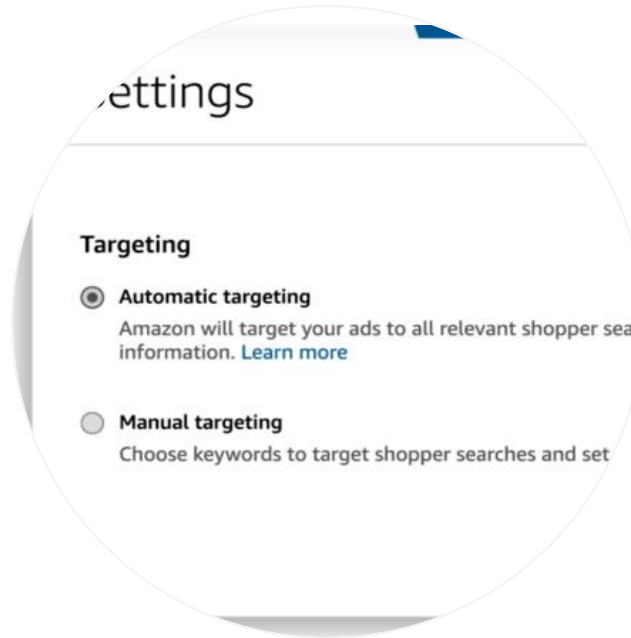 ettings
Targeting
Automatic targeting
Amazon will target your ads to all relevant shopper sea
information. Learn more
Manual targeting
Choose keywords to target shopper searches and set